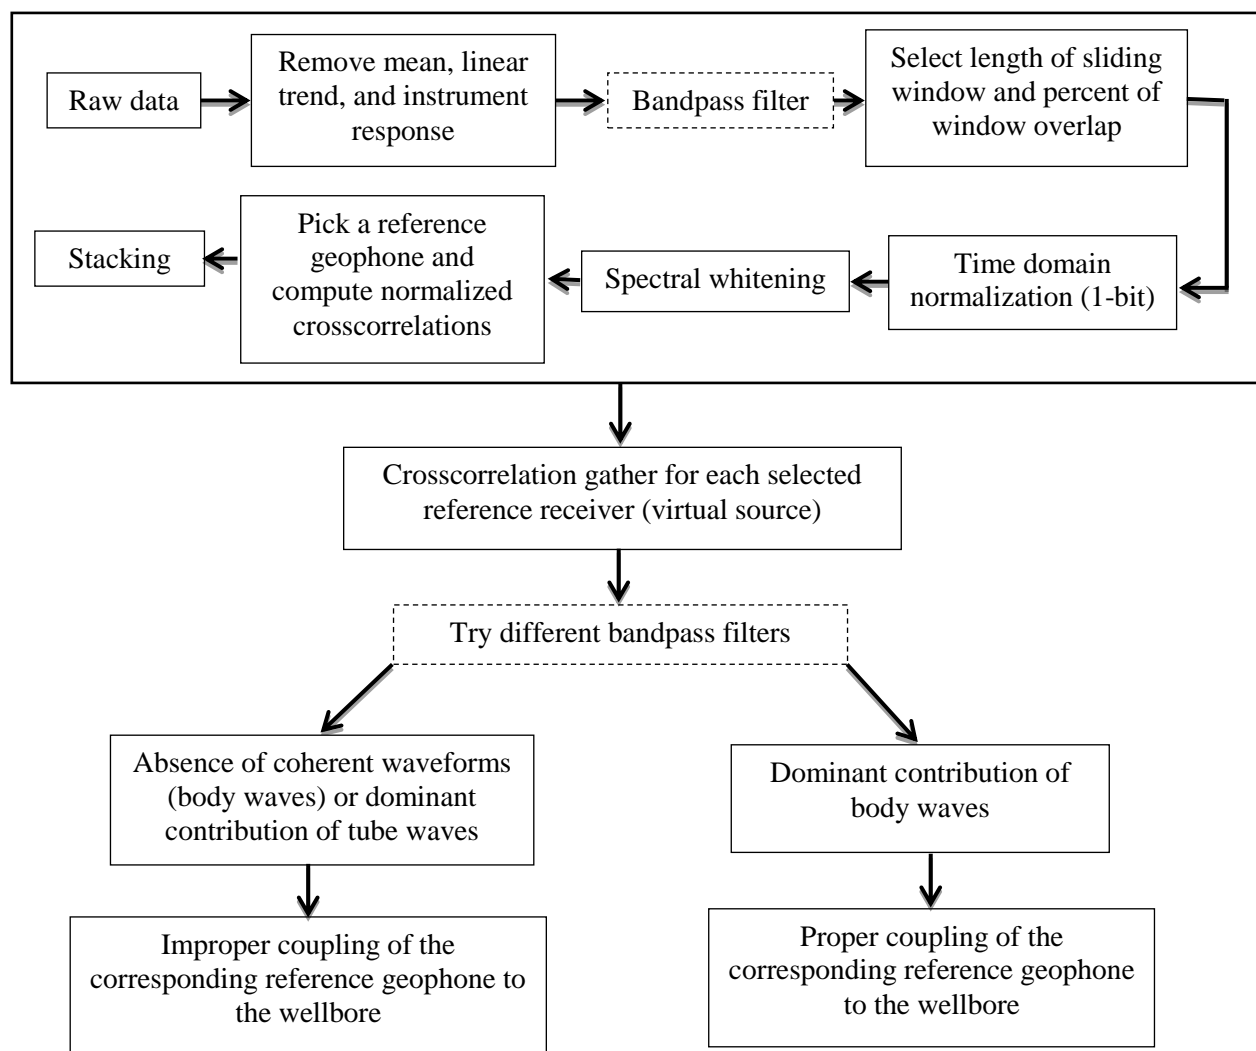 Raw data
Remove mean, linear
trend, and instrument
response
Bandpass filter
Select length of sliding
window and percent of
window overlap
Time domain
normalization (1-bit)
Spectral whitening
Pick a reference
geophone and
compute normalized
crosscorrelations
Stacking
Crosscorrelation gather for each selected
reference receiver (virtual source)
Try different bandpass filters
Absence of coherent waveforms
(body waves) or dominant
contribution of tube waves
Dominant contribution of
body waves
Improper coupling of the
corresponding reference geophone to
the wellbore
Proper coupling of the
corresponding reference geophone
to the wellbore